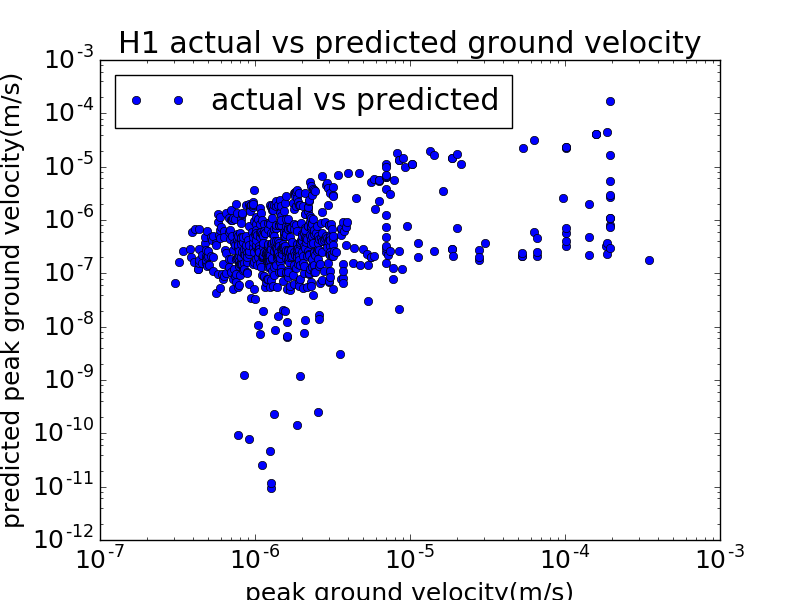 H1 actual vs predicted ground velocity
actual vs predicted
predicted peak ground velocity(m/s)
10^-3
10^-4
10^-5
10^-6
10^-7
10^-8
10^-9
10^-10
10^-11
10^-12
10^-7 10^-6 10^-5 10^-4 10^-3
peak ground velocity(m/s)